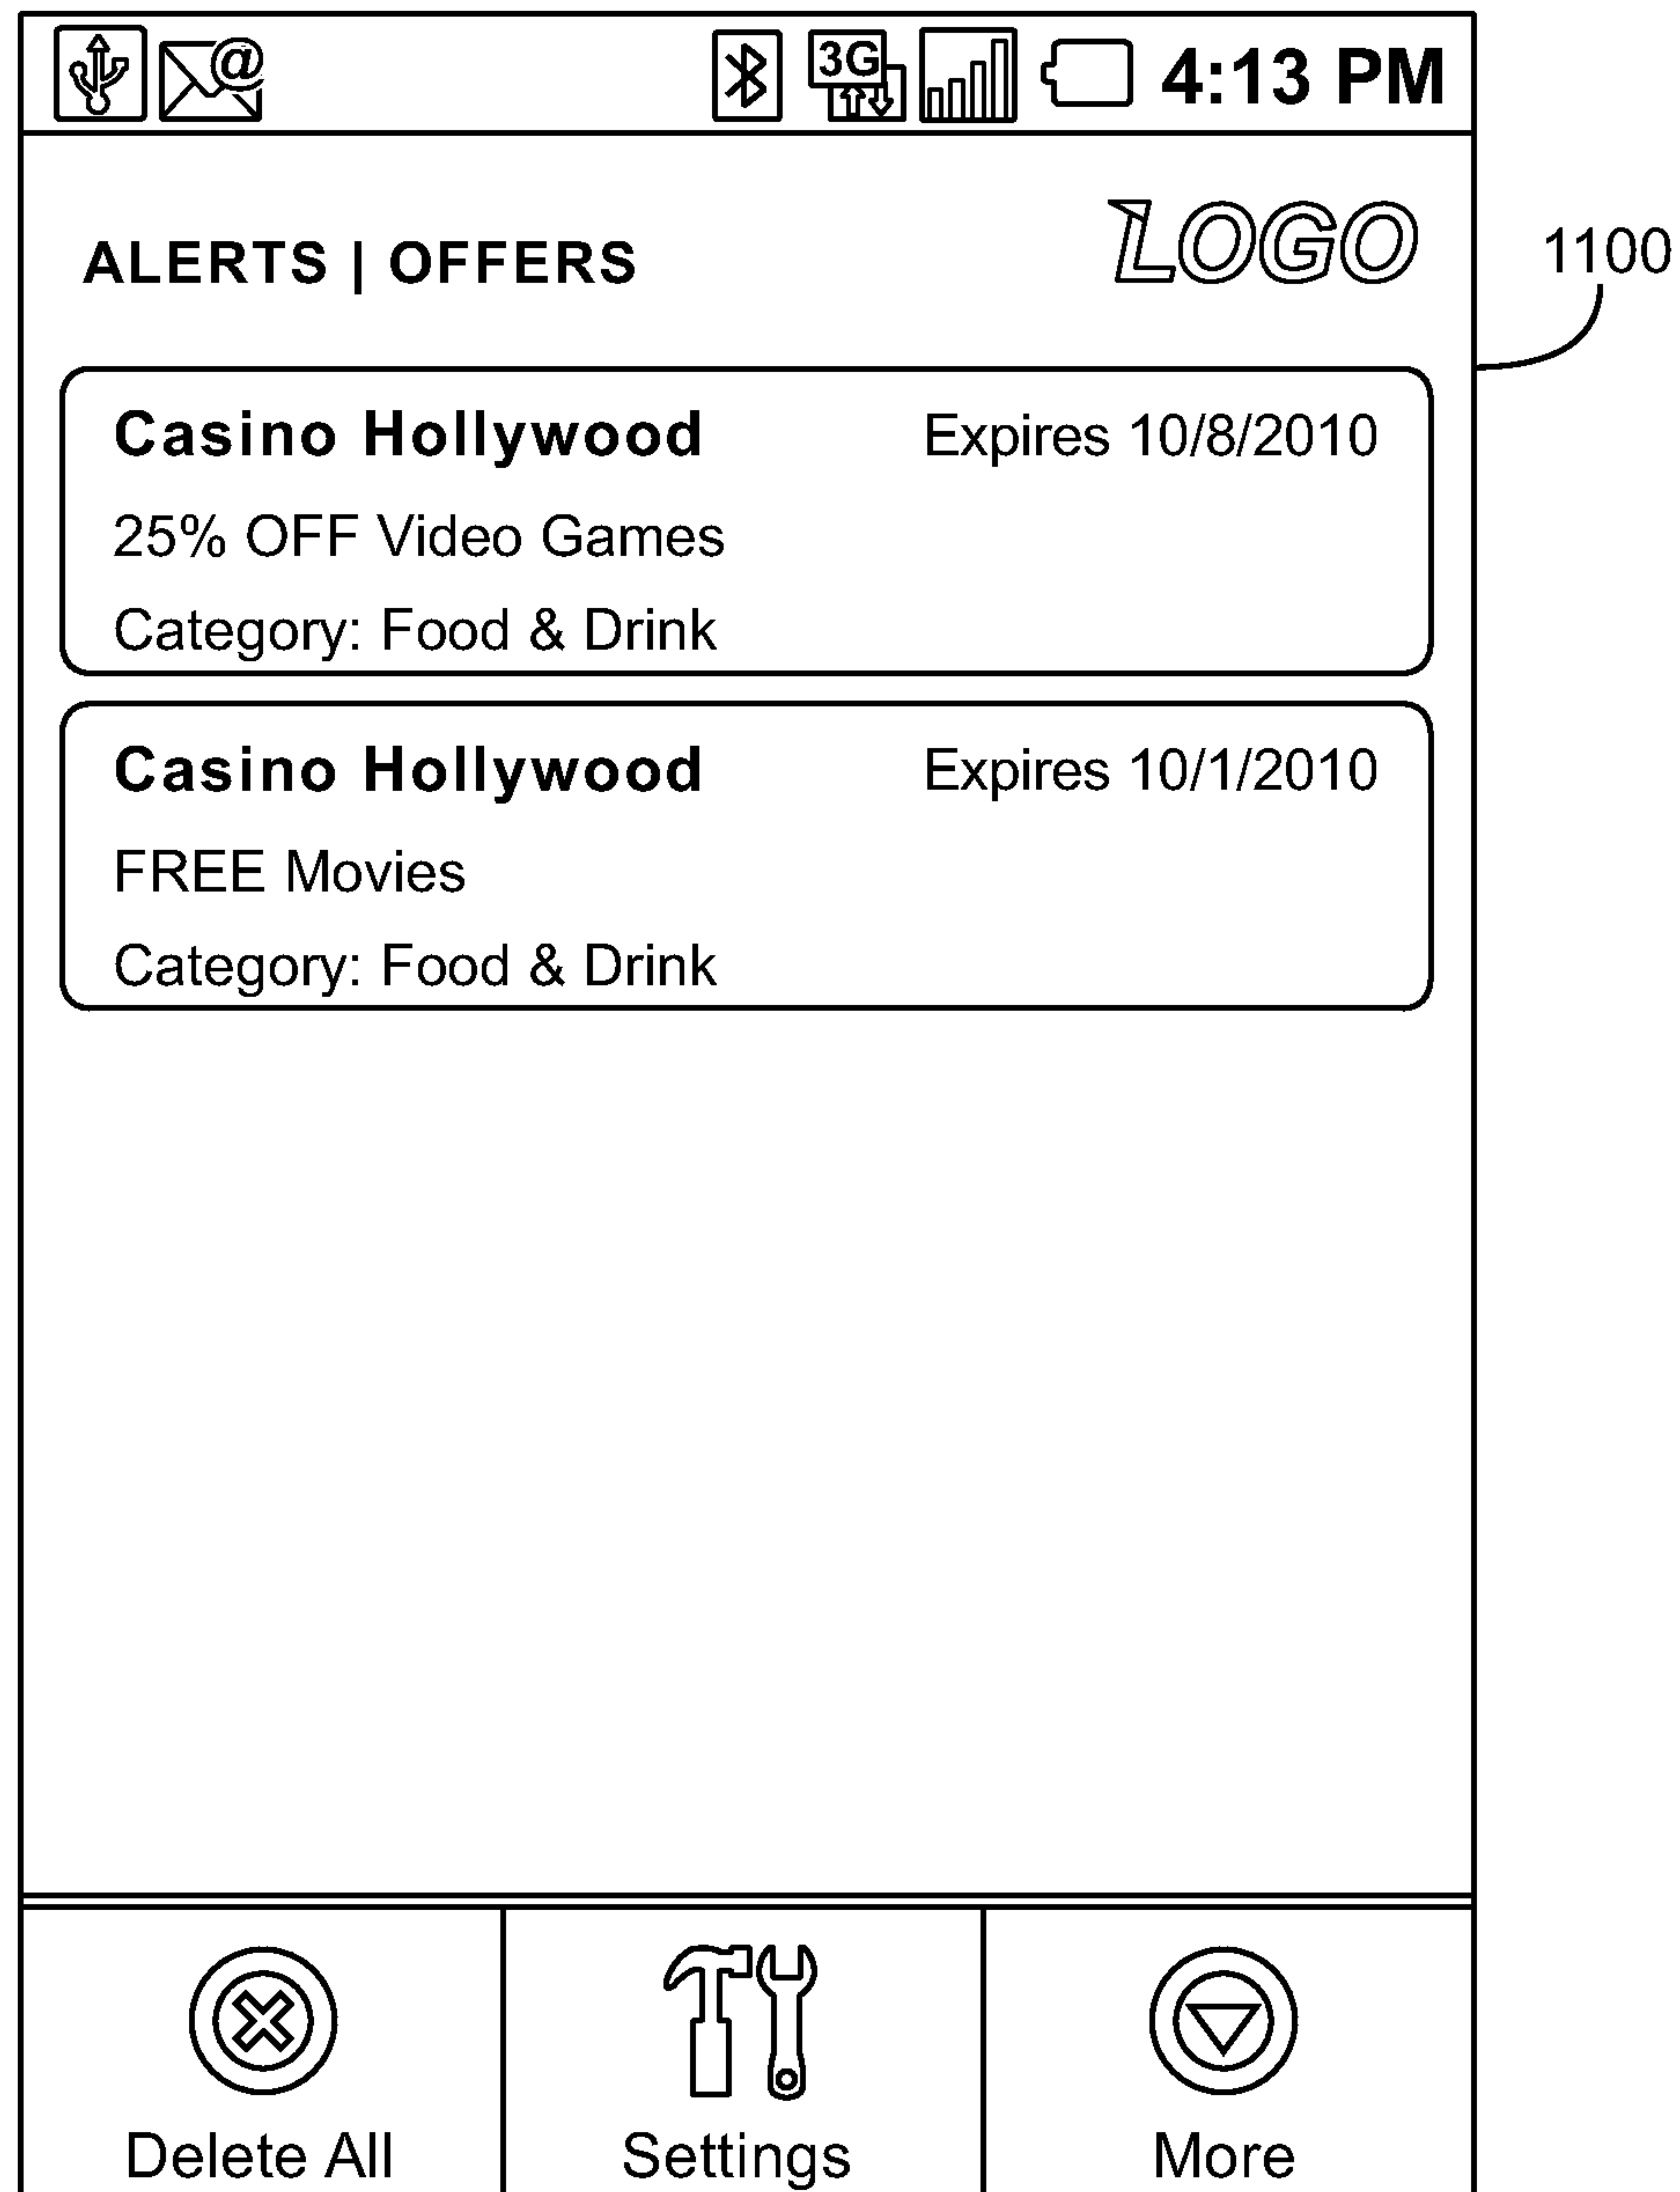 @ 3G 4:13 PM
ALERTS | OFFERS LOGO
1100
Casino Hollywood Expires 10/8/2010
25% OFF Video Games
Category: Food & Drink
Casino Hollywood Expires 10/1/2010
FREE Movies
Category: Food & Drink
Delete All Settings More